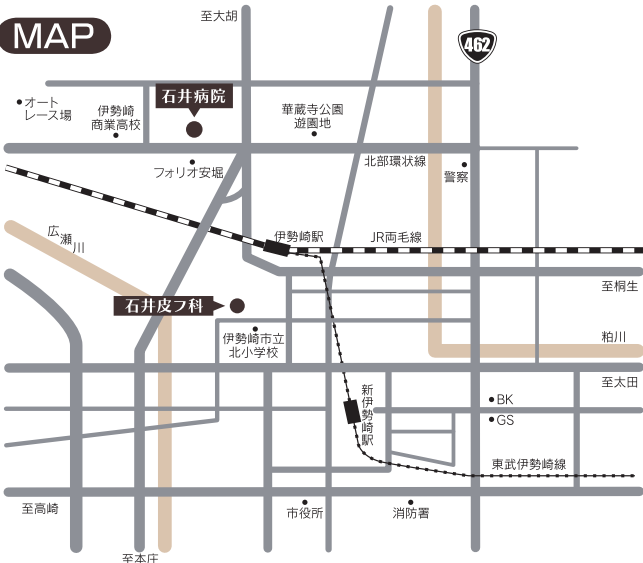 MAP
至大胡
462
オート
レース場
伊勢崎
商業高校
石井病院
華蔵寺公園
遊園地
フォリオ安堀
北部環状線
警察
広瀬川
伊勢崎駅
JR両毛線
至桐生
石井皮フ科
伊勢崎市立
北小学校
粕川
至太田
新伊勢崎駅
BK
GS
東武伊勢崎線
至高崎
市役所
消防署
至本庄